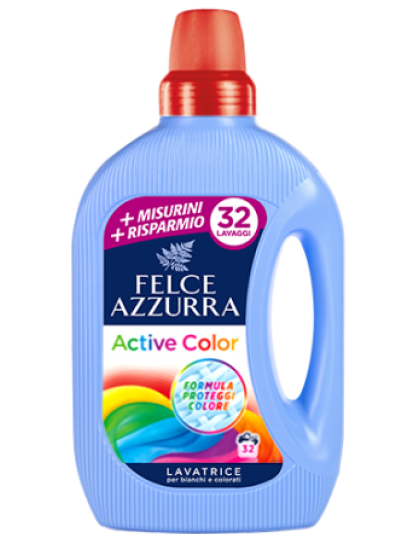 + MISURINI
+ RISPARMIO
32
LAVAGGI
FELCE
AZZURRA
Active Color
FORMULA
PROTEGGI
COLORE
32
LAVATRICE
per bianchi e colorati